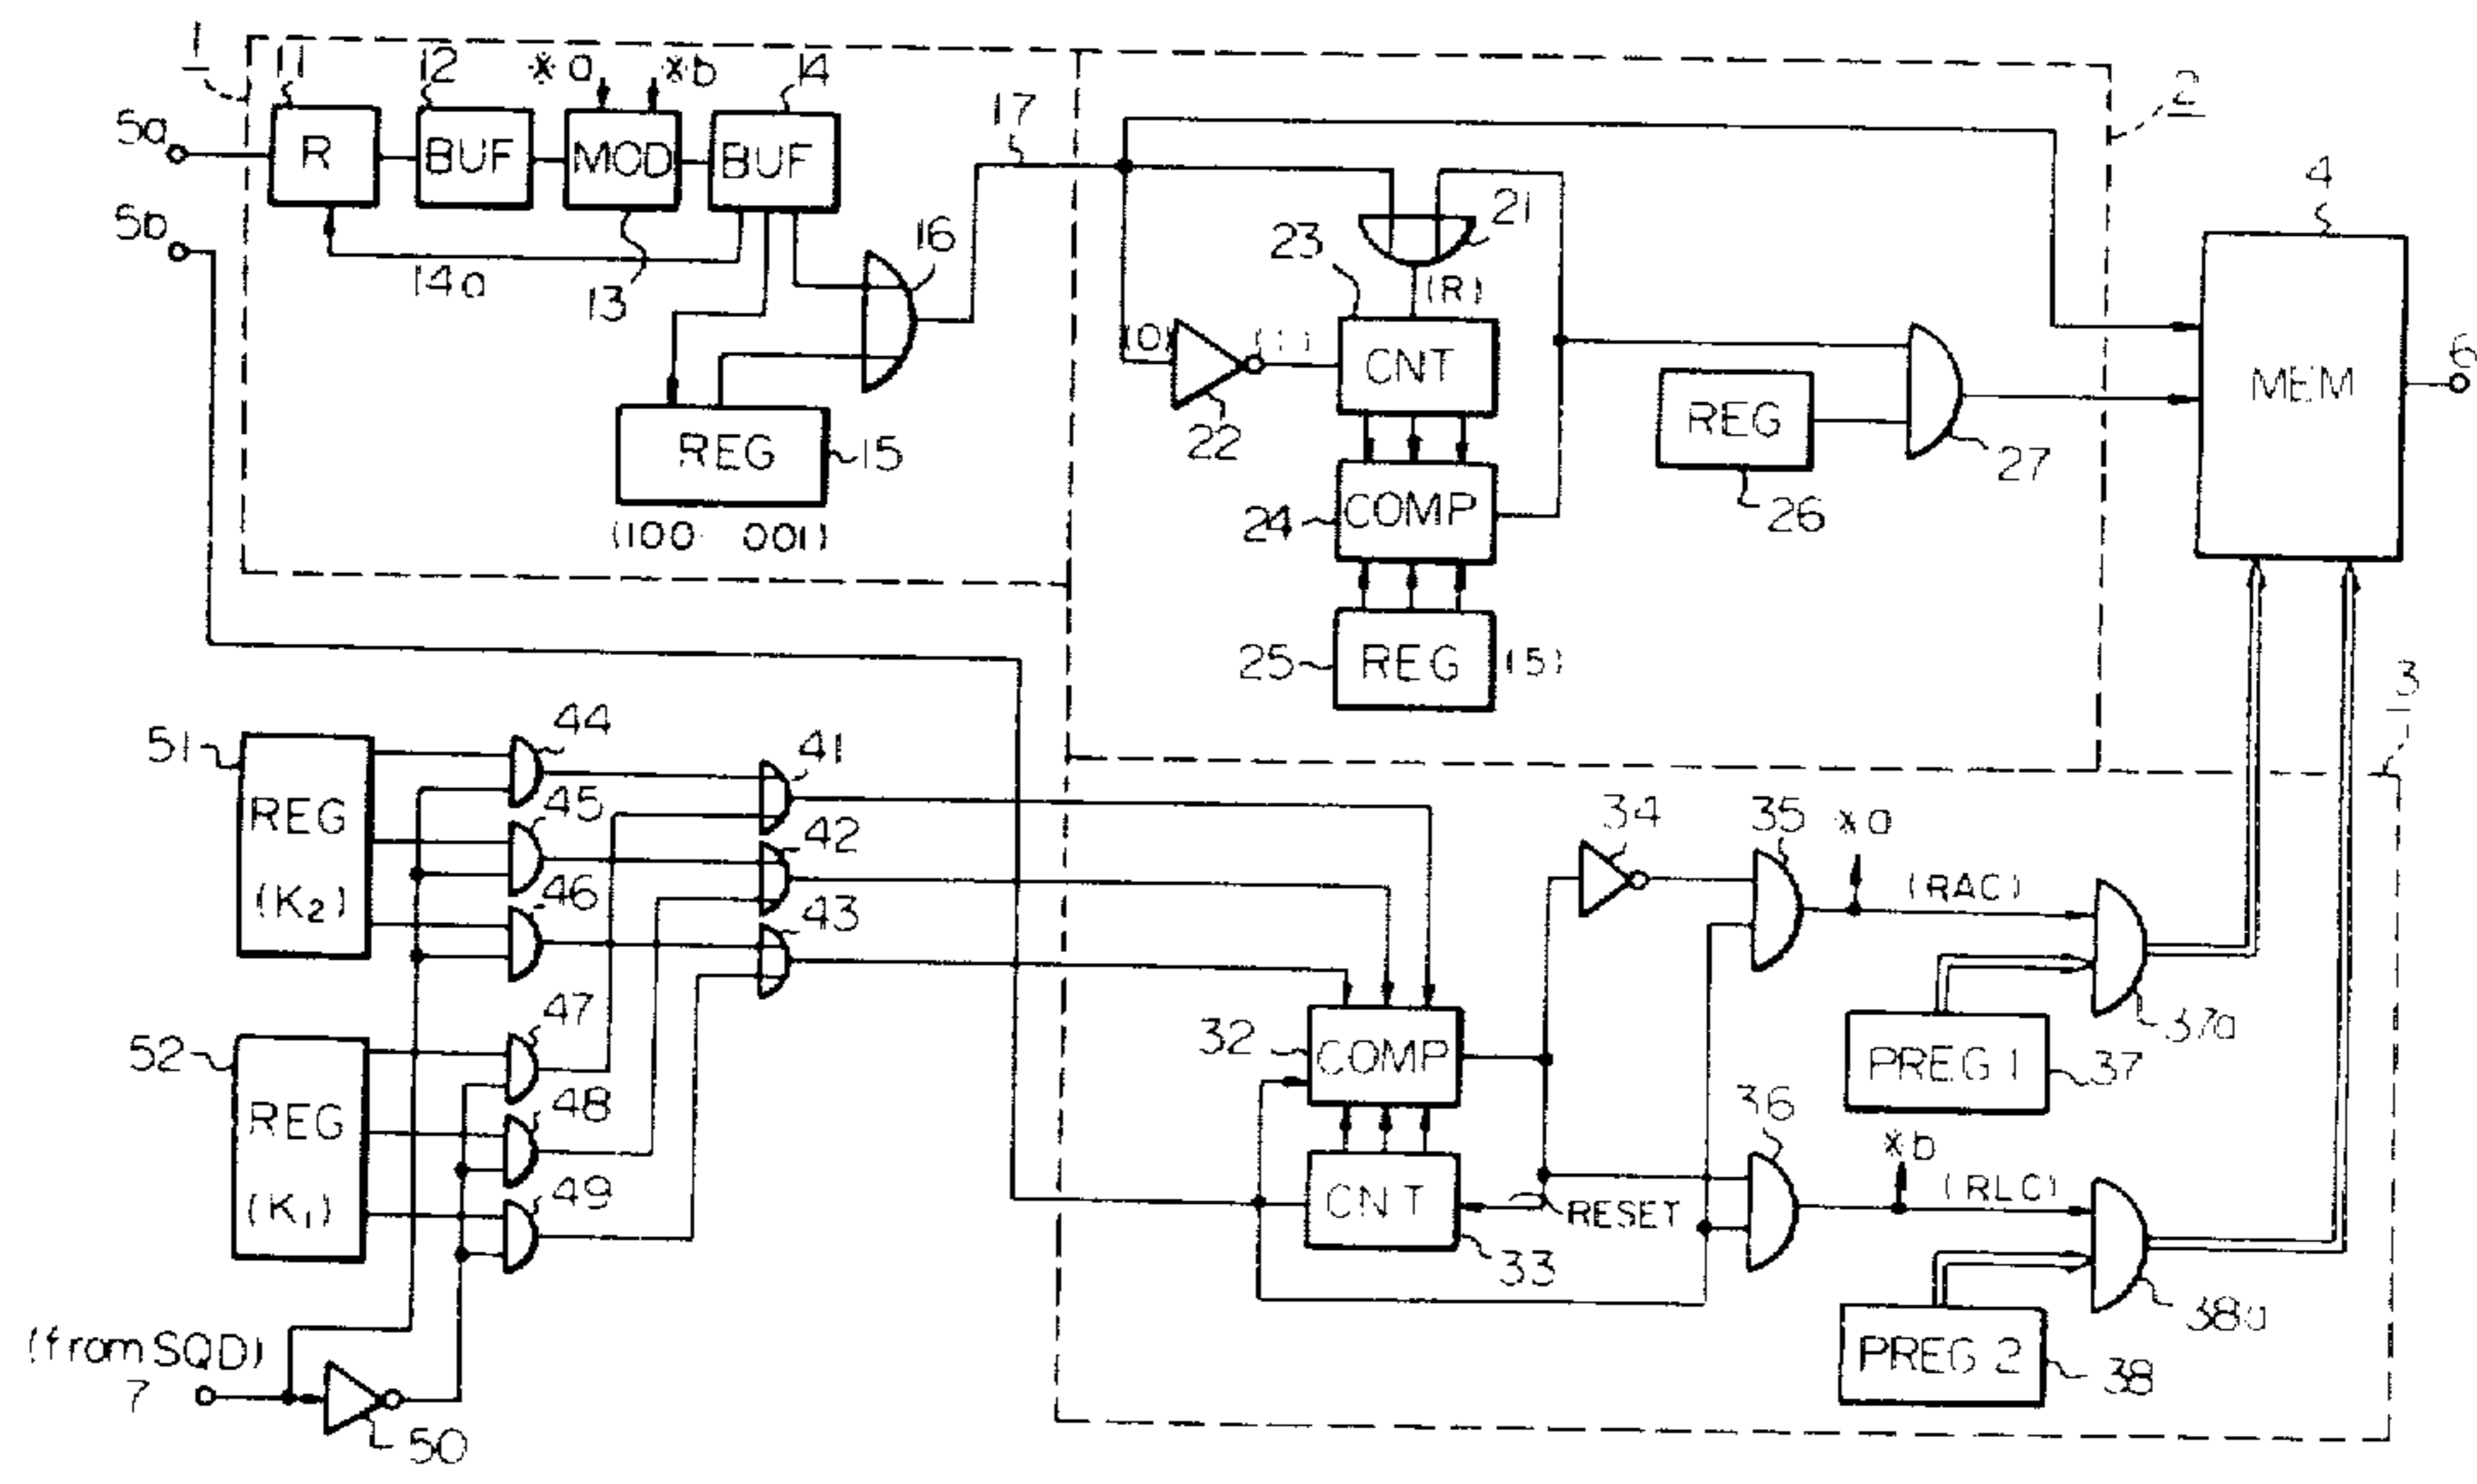 1 11 12 *a *b 14
5a R BUF MOD BUF 17 2
5b 14a 13 16
REG 15
(100 001)
21
23 (R)
(0) (1) CNT
22
24 COMP
25 REG (5)
REG 26 27
4
MEM 6
3
51 REG (K2)
44
45
46
41
42
43
52 REG (K1)
47
48
49
(from SQD)
7
50
32 COMP
CNT RESET
33
34 35 *a (RAC)
37a
PREG 1 37
36 *b (RLC)
38a
PREG 2 38